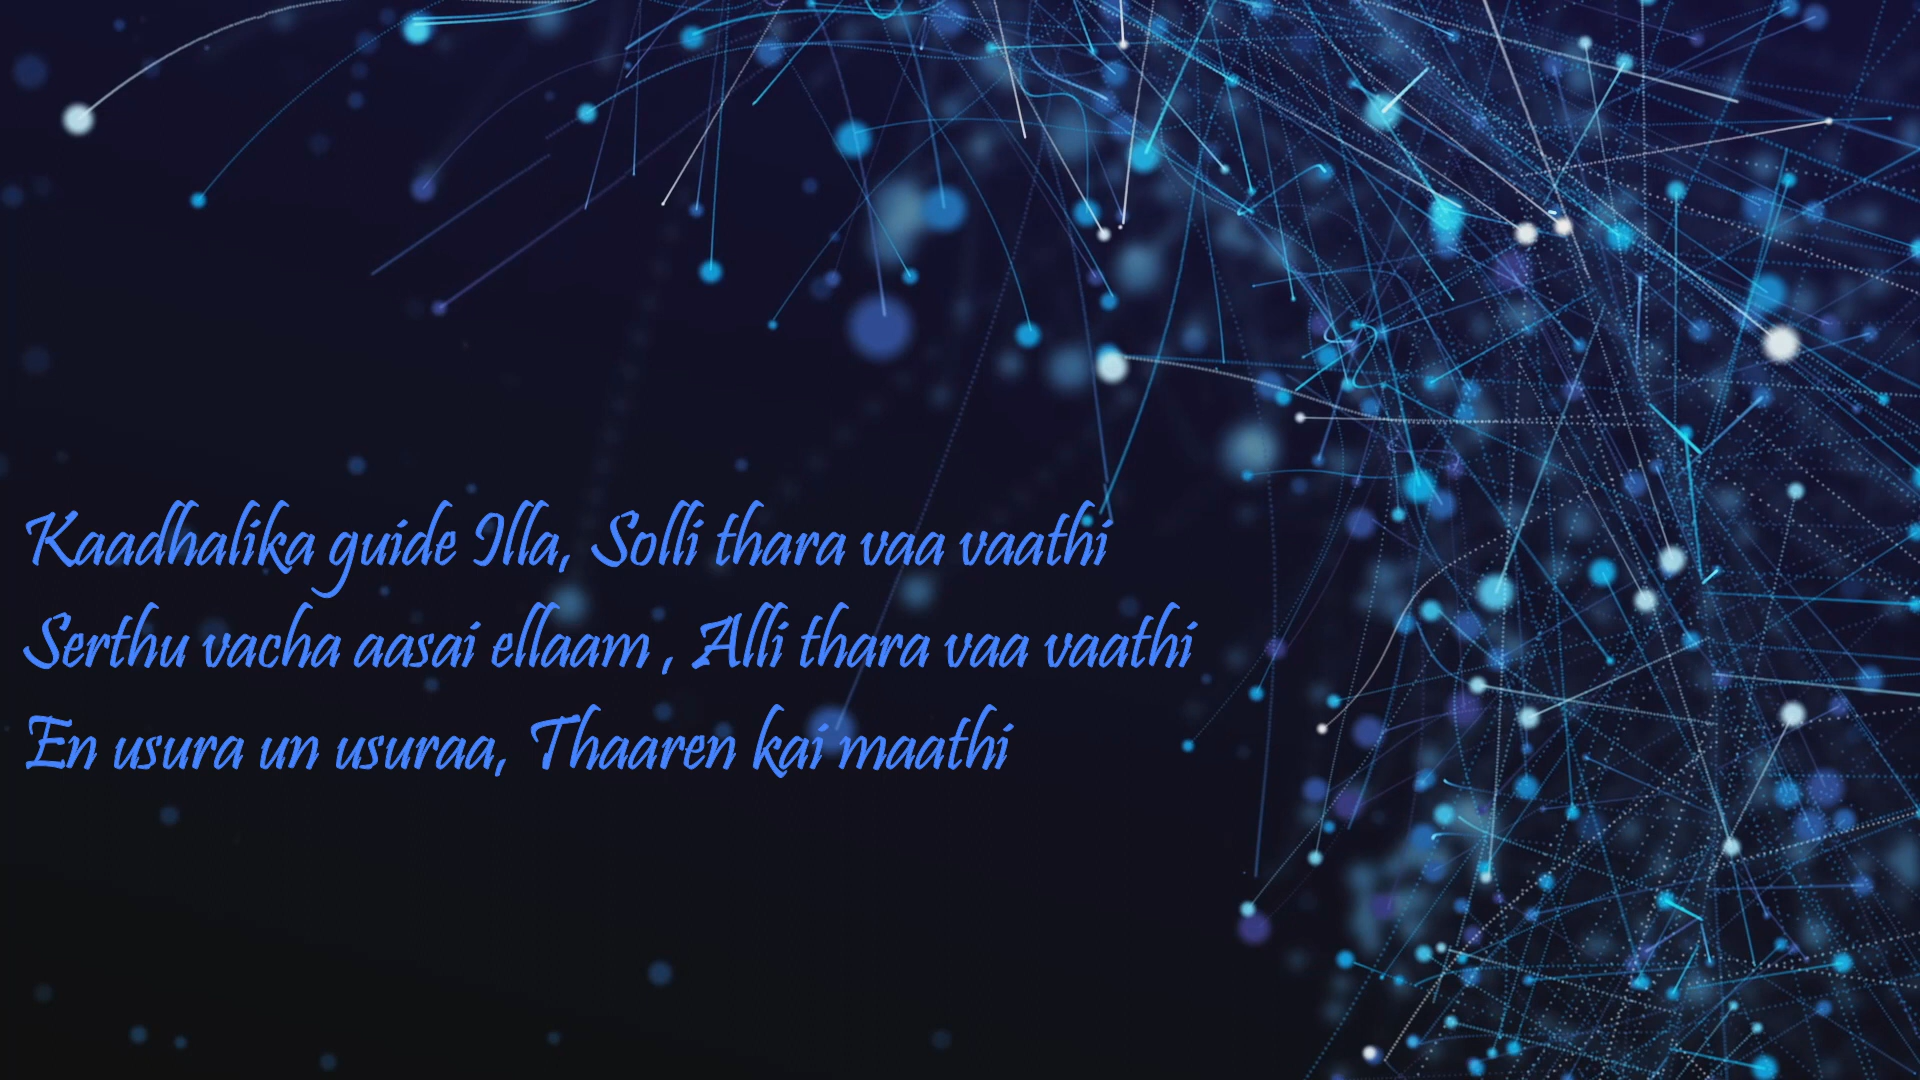 Kaadhalika guide Illa, Solli thara vaa vaathi
Serthu vacha aasai ellaam , Alli thara vaa vaathi
En usura un usuraa, Thaaren kai maathi